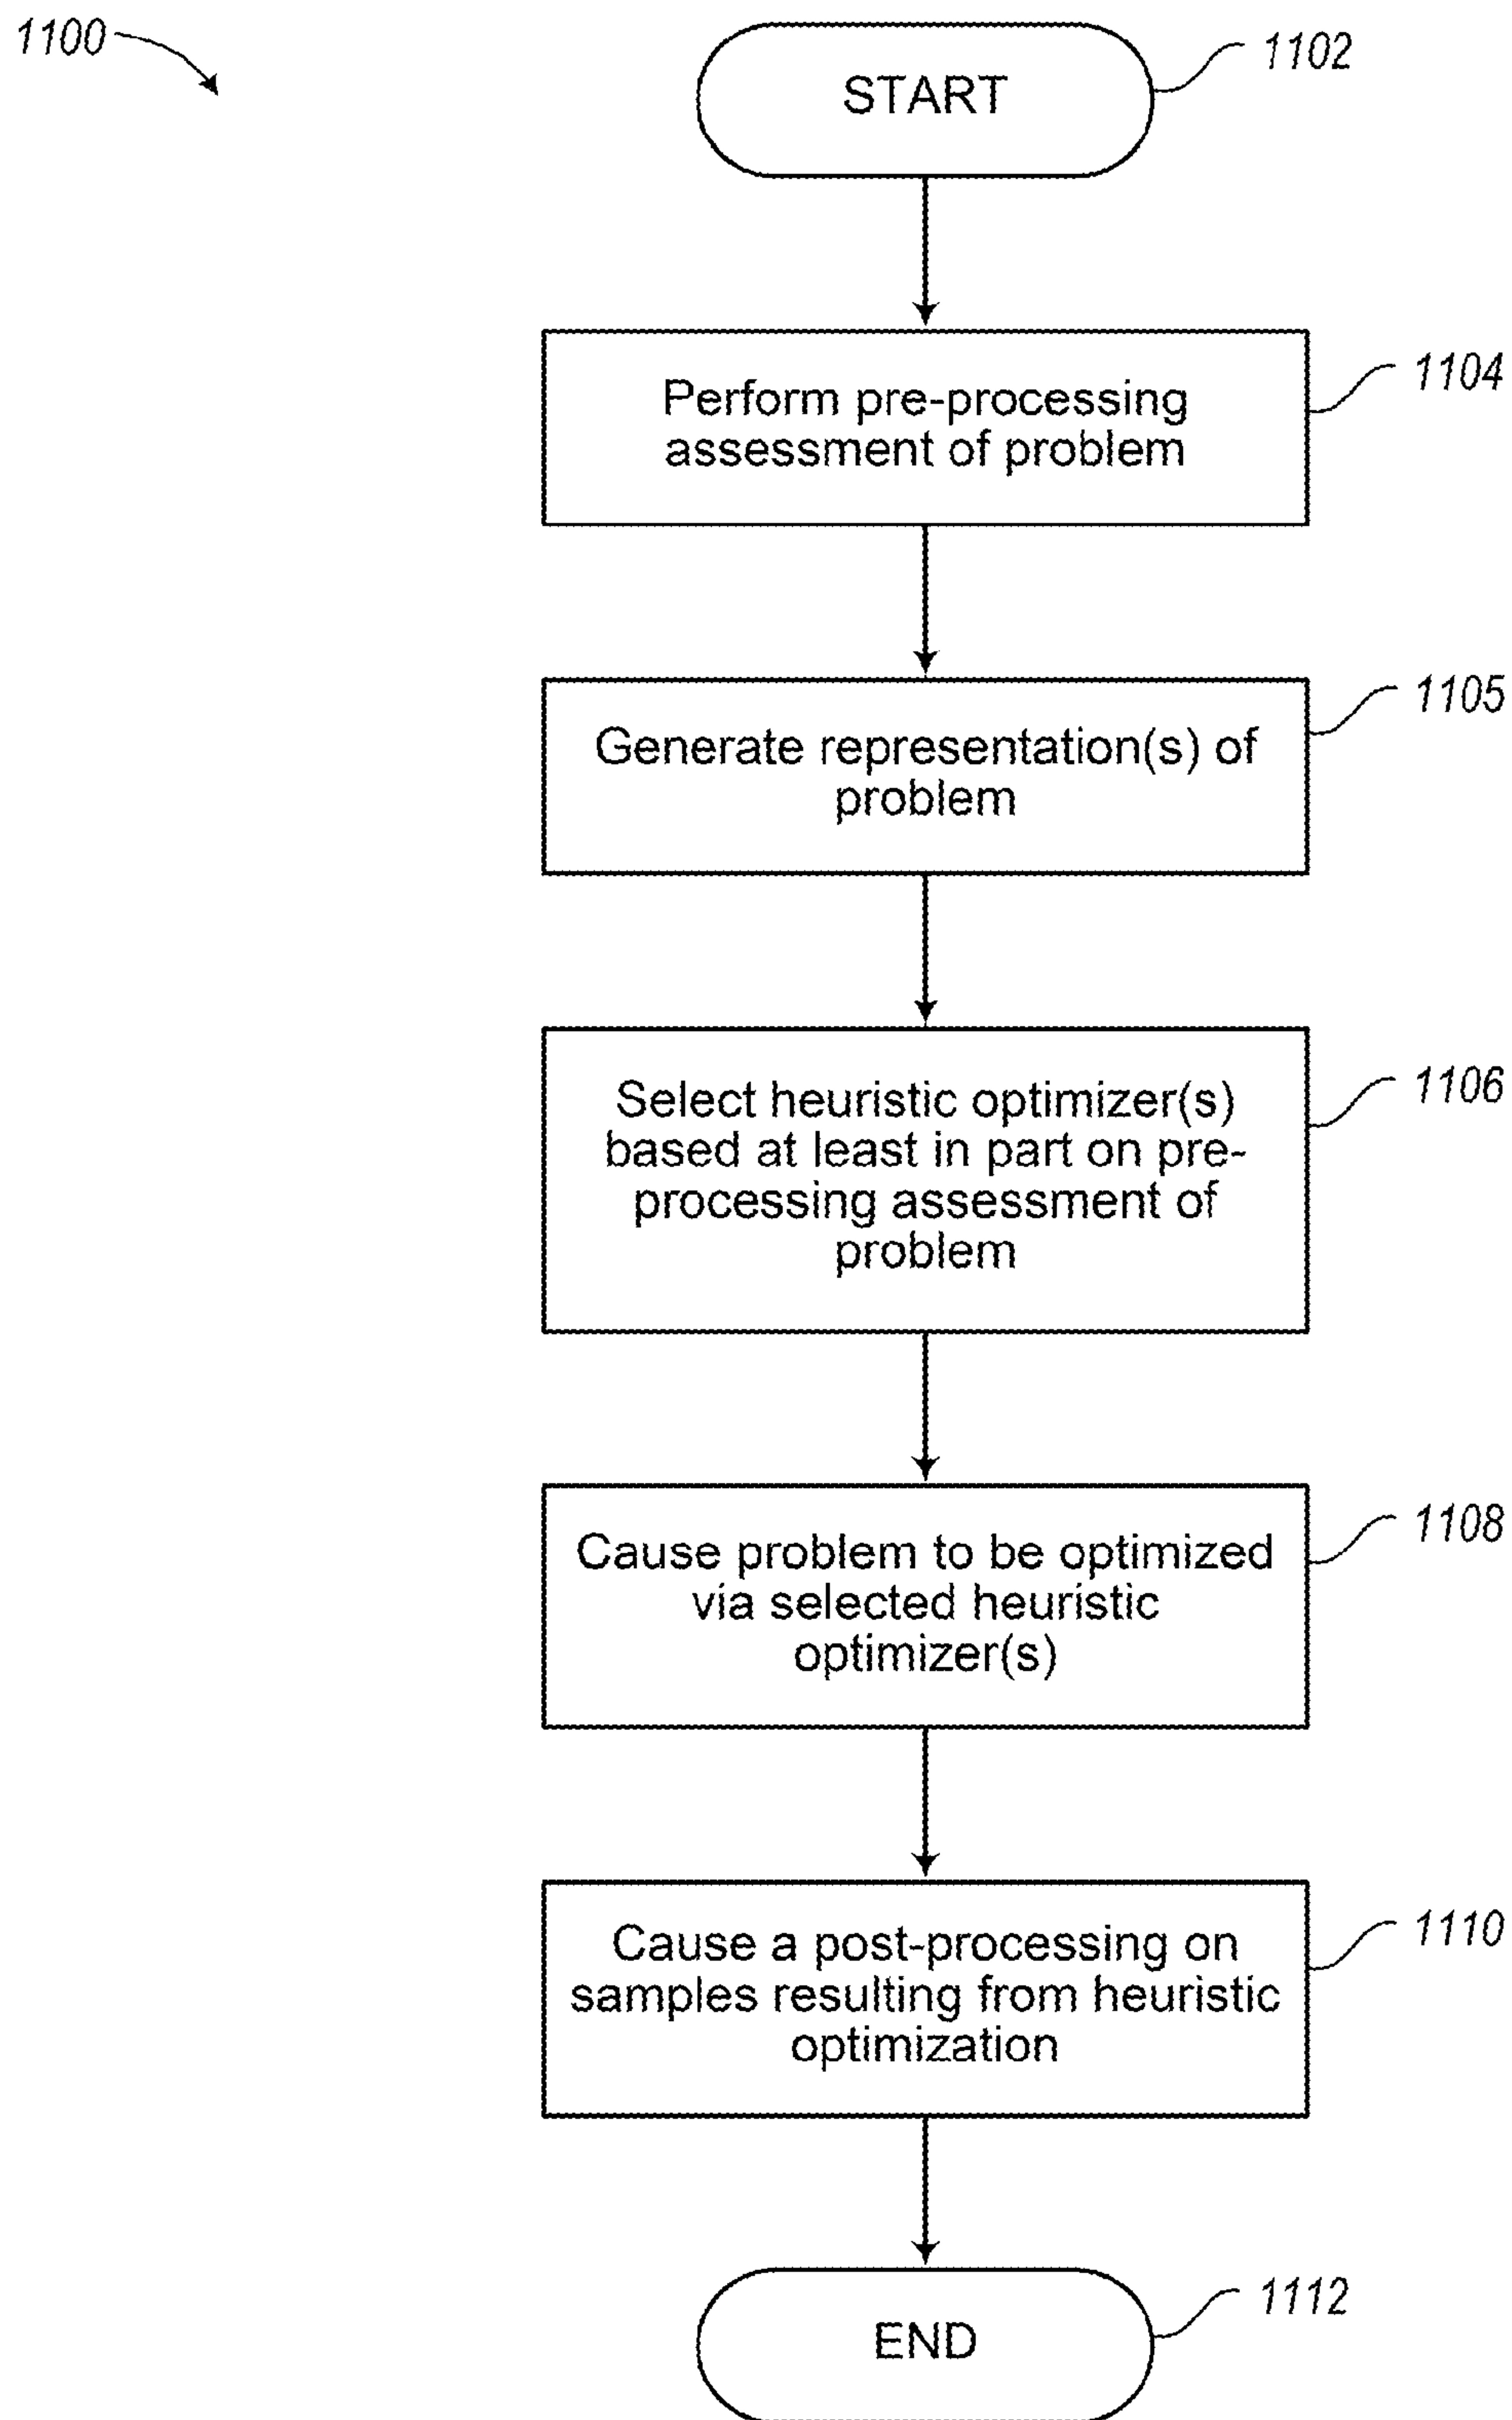 1100
START
1102
Perform pre-processing
assessment of problem
1104
Generate representation(s) of
problem
1105
Select heuristic optimizer(s)
based at least in part on pre-
processing assessment of
problem
1106
Cause problem to be optimized
via selected heuristic
optimizer(s)
1108
Cause a post-processing on
samples resulting from heuristic
optimization
1110
END
1112